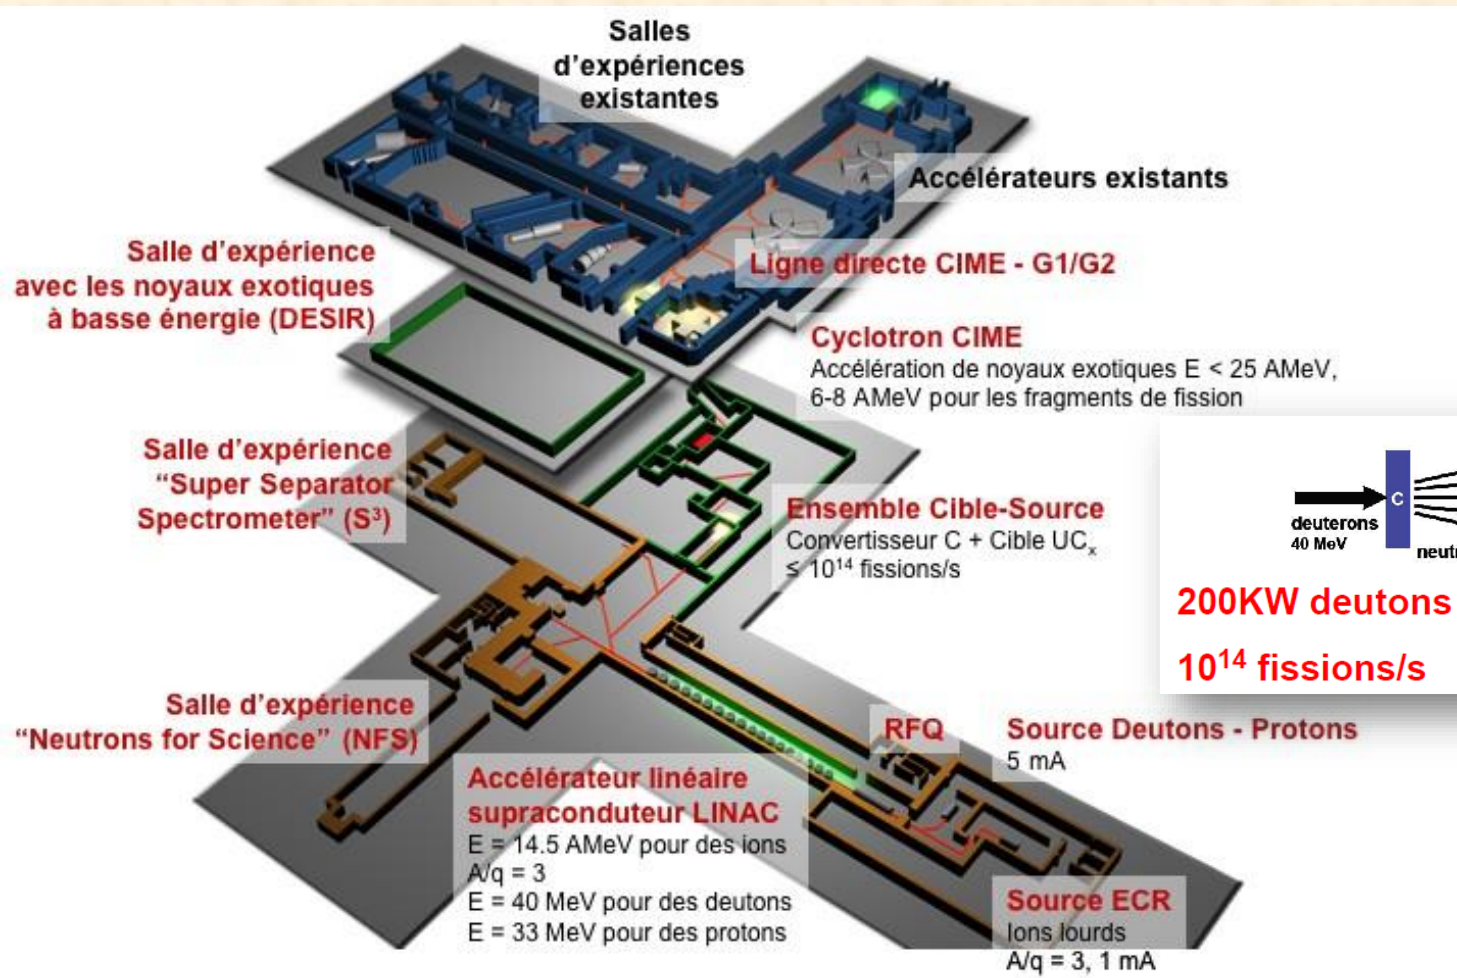 Salles
d'expériences
existantes
Accélérateurs existants
Ligne directe CIME - G1/G2
Salle d'expérience
avec les noyaux exotiques
à basse énergie (DESIR)
Cyclotron CIME
Accélération de noyaux exotiques E < 25 AMeV,
6-8 AMeV pour les fragments de fission
Salle d'expérience
“Super Separator
Spectrometer” (S³)
Ensemble Cible-Source
Convertisseur C + Cible UCₓ
≤ 10¹⁴ fissions/s
C
deuterons
40 MeV
200KW deutons
10¹⁴ fissions/s
Salle d'expérience
“Neutrons for Science” (NFS)
RFQ
Source Deutons - Protons
5 mA
Accélérateur linéaire
supraconduteur LINAC
E = 14.5 AMeV pour des ions
A/q = 3
E = 40 MeV pour des deutons
E = 33 MeV pour des protons
Source ECR
Ions lourds
A/q = 3, 1 mA